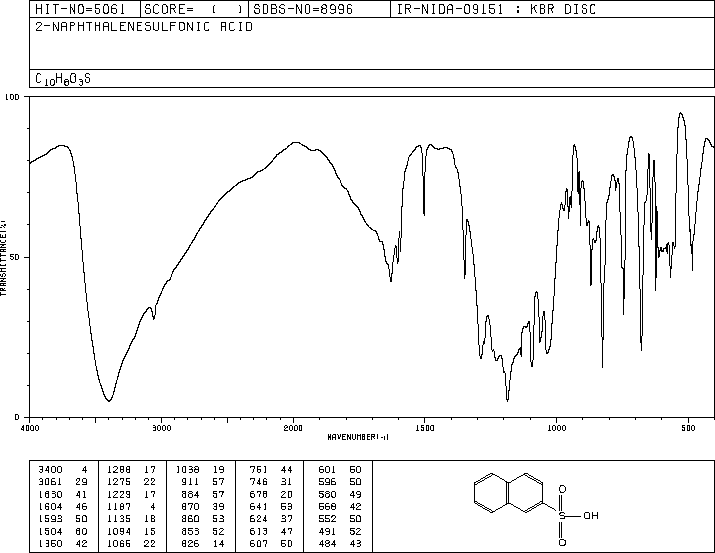 HIT-NO=5061 SCORE= ( ) SDBS-NO=8996 IR-NIDA-09151 : KBR DISC
2-NAPHTHALENESULFONIC ACID
C10H8O3S
100
TRANSMITTANCE(%)
50
0
4000 3000 2000 1500 1000 500
WAVENUMBER(-1)
3400 4 1288 17 1038 19 761 44 601 50
3061 29 1275 22 911 57 746 31 596 50
1630 41 1229 17 884 57 678 20 580 49
1604 46 1187 4 870 39 641 53 568 42
1593 50 1135 18 860 53 624 37 552 50
1504 60 1094 15 853 52 613 47 491 52
1350 42 1066 22 826 14 607 50 484 43
O
S OH
O